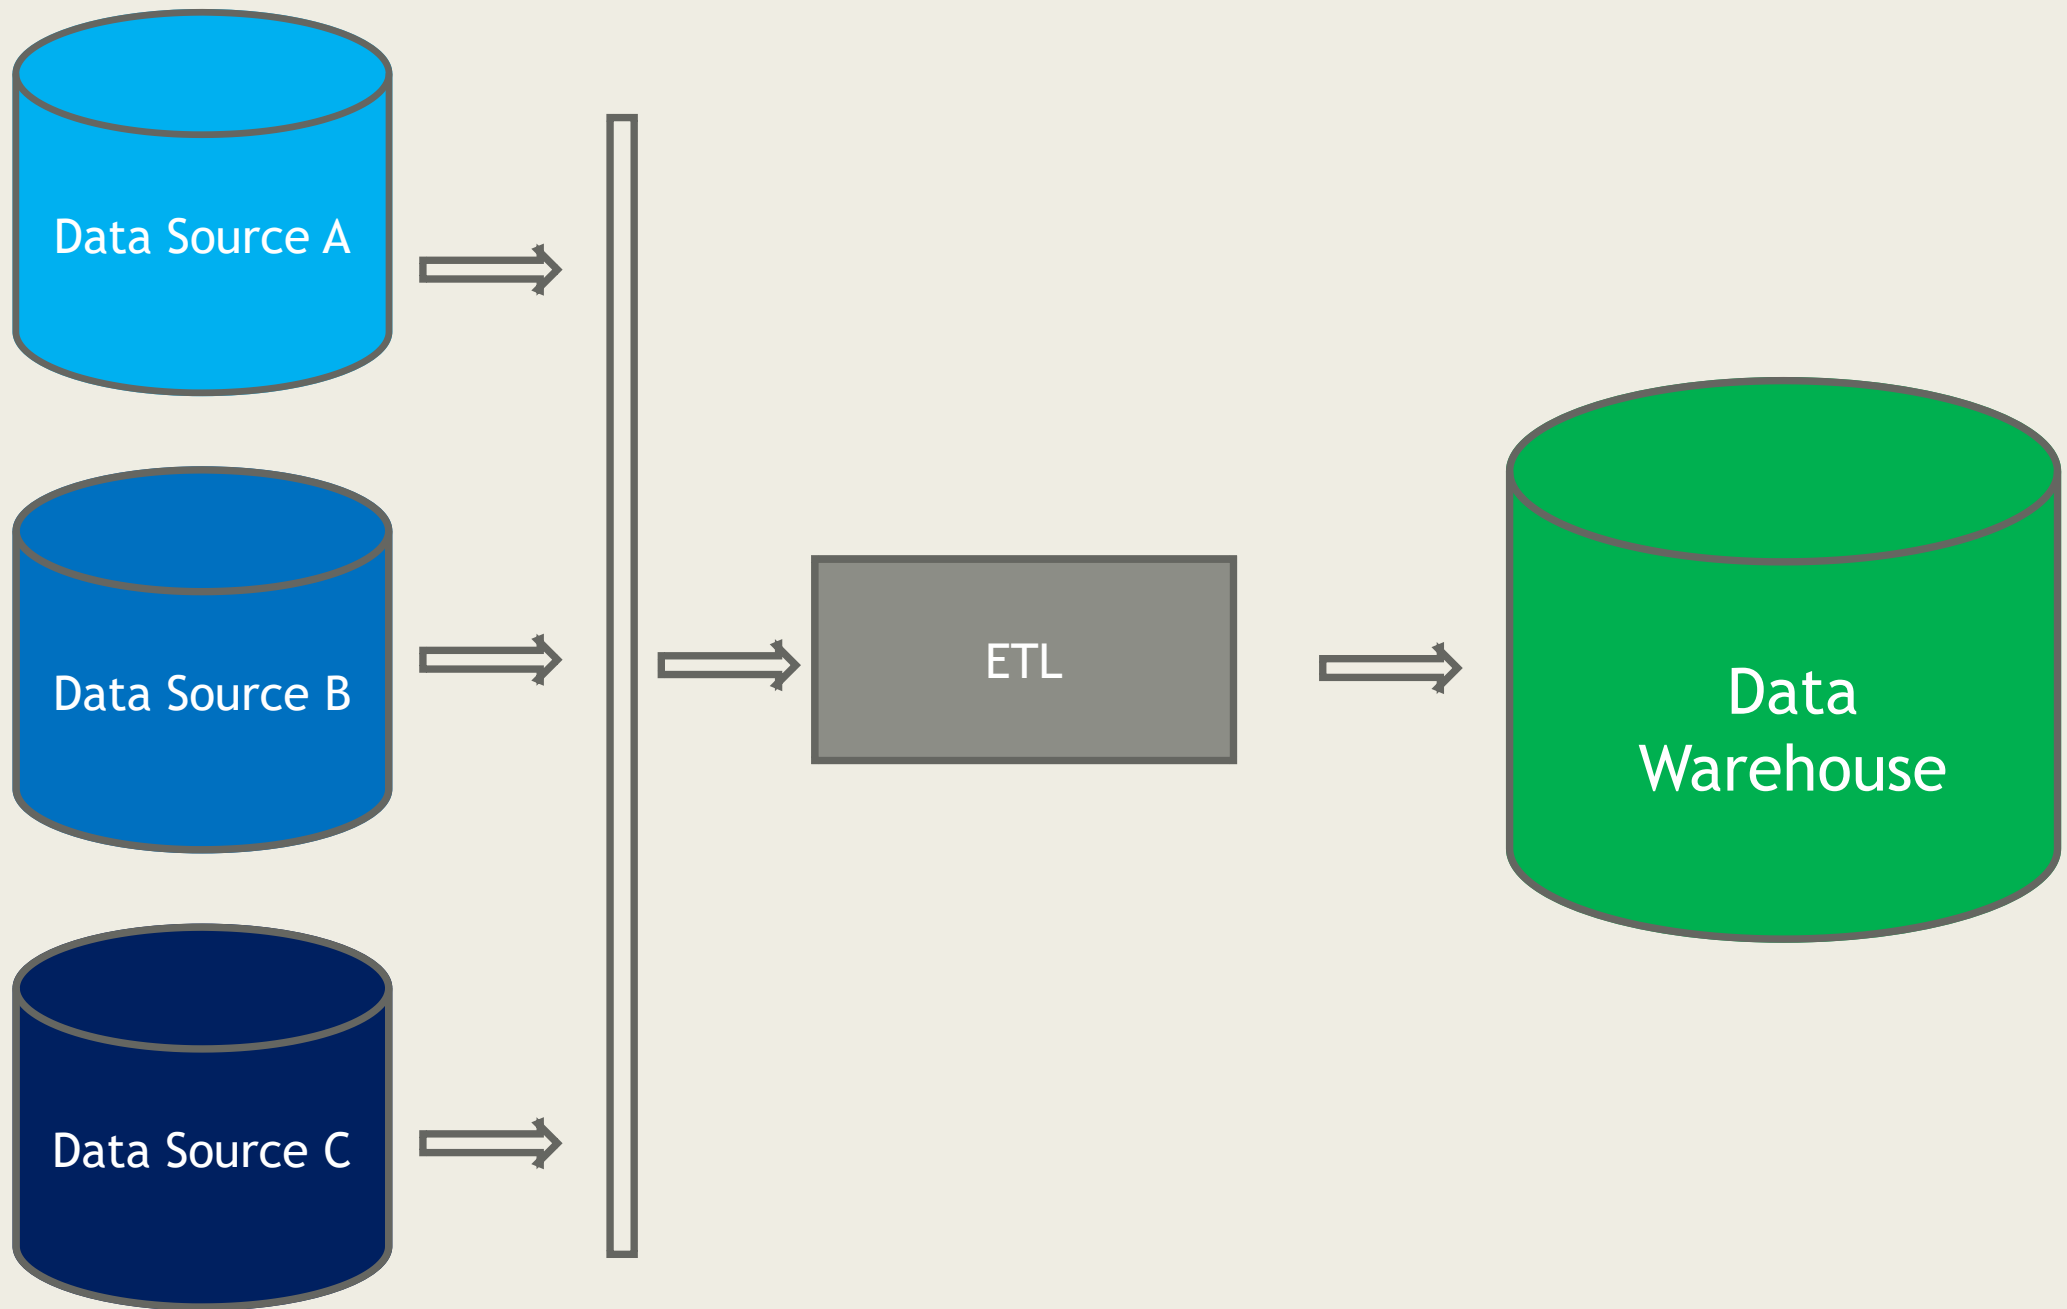 Data Source A
Data Source B
Data Source C
ETL
Data
Warehouse